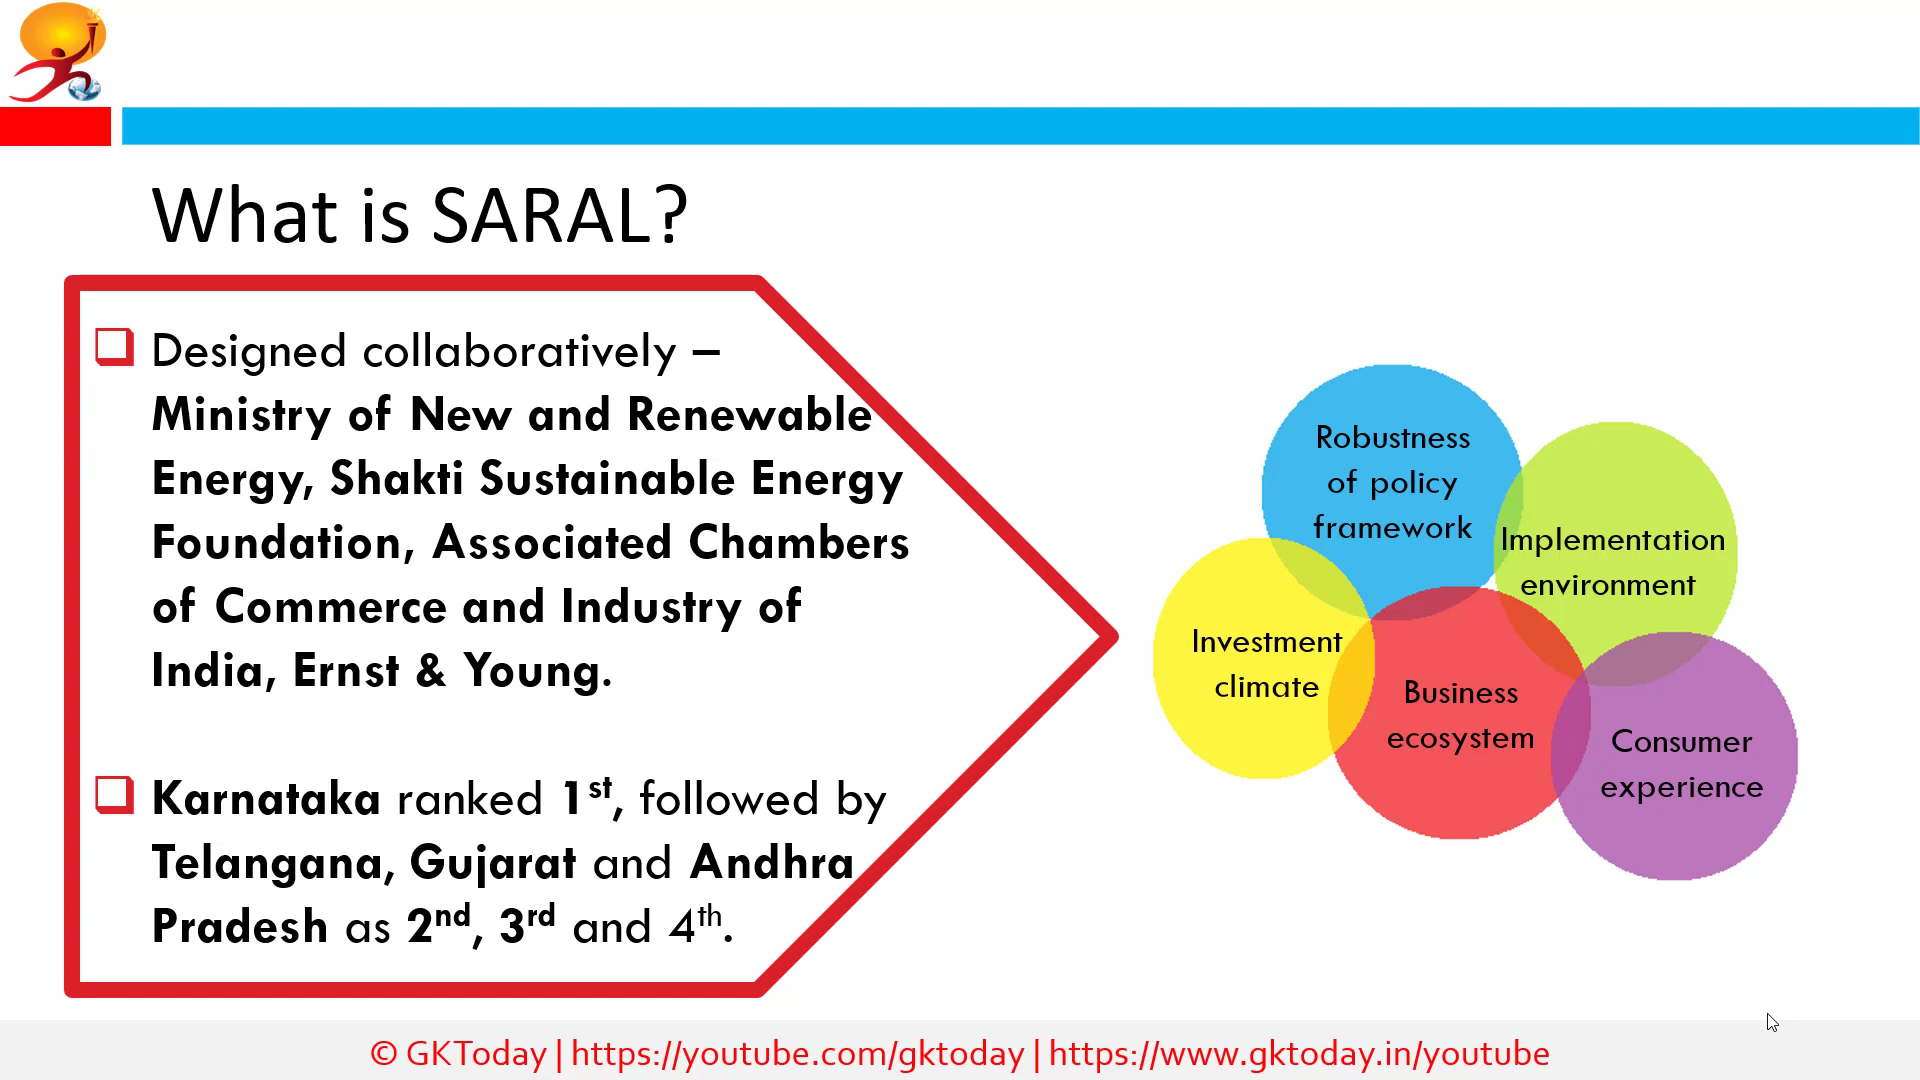 What is SARAL?
Designed collaboratively –
Ministry of New and Renewable
Energy, Shakti Sustainable Energy
Foundation, Associated Chambers
of Commerce and Industry of
India, Ernst & Young.
Karnataka ranked 1st, followed by
Telangana, Gujarat and Andhra
Pradesh as 2nd, 3rd and 4th.
Robustness
of policy
framework
Implementation
environment
Investment
climate
Business
ecosystem
Consumer
experience
© GKToday | https://youtube.com/gktoday | https://www.gktoday.in/youtube